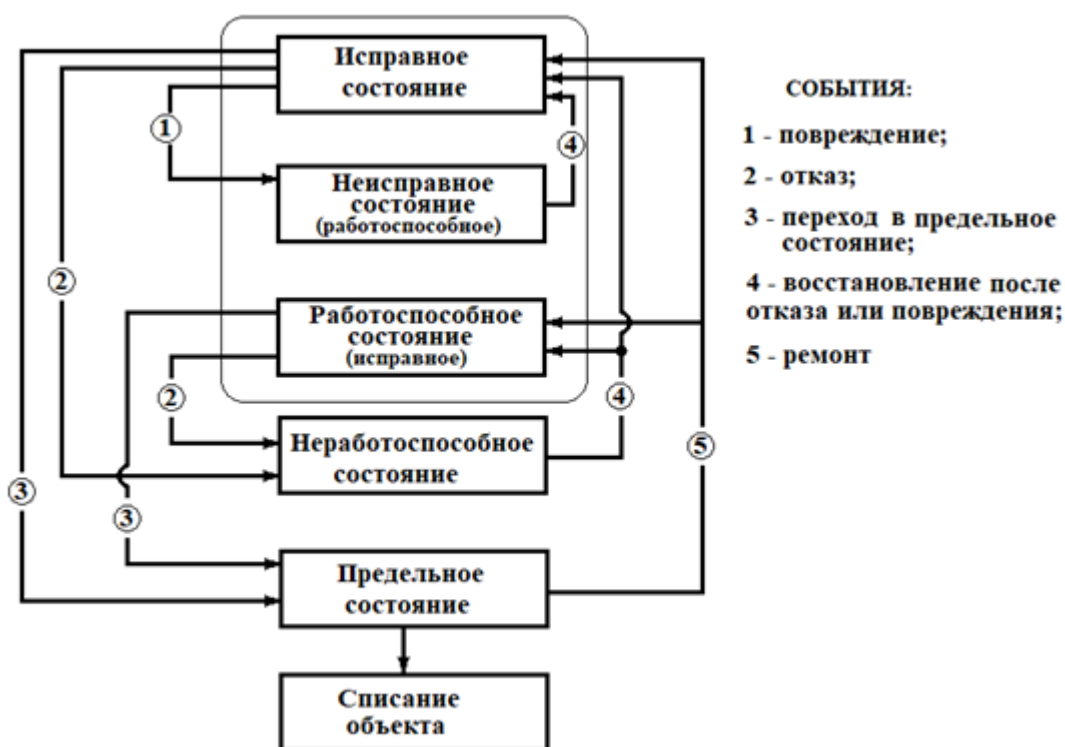 Исправное
состояние
СОБЫТИЯ:
1
4
1 - повреждение;
Неисправное
состояние
(работоспособное)
2 - отказ;
3 - переход в предельное
состояние;
2
4 - восстановление после
отказа или повреждения;
Работоспособное
состояние
(исправное)
5 - ремонт
2
4
Неработоспособное
состояние
5
3
3
Предельное
состояние
Списание
объекта